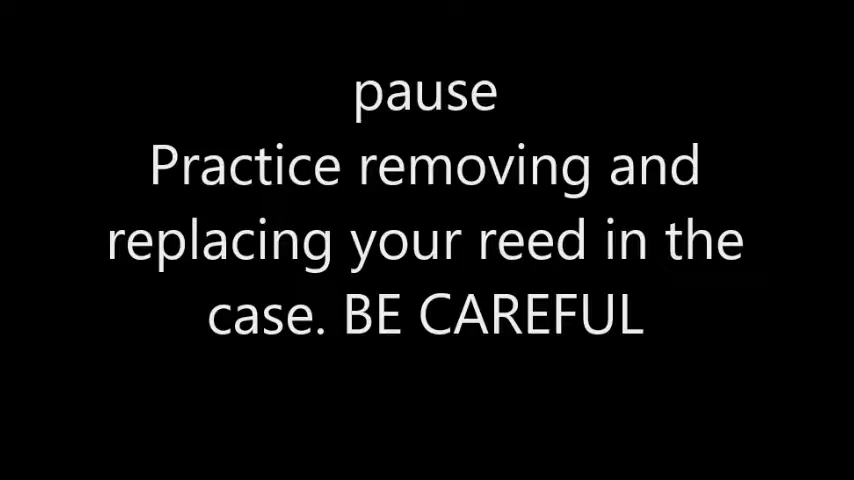 pause
Practice removing and
replacing your reed in the
case. BE CAREFUL